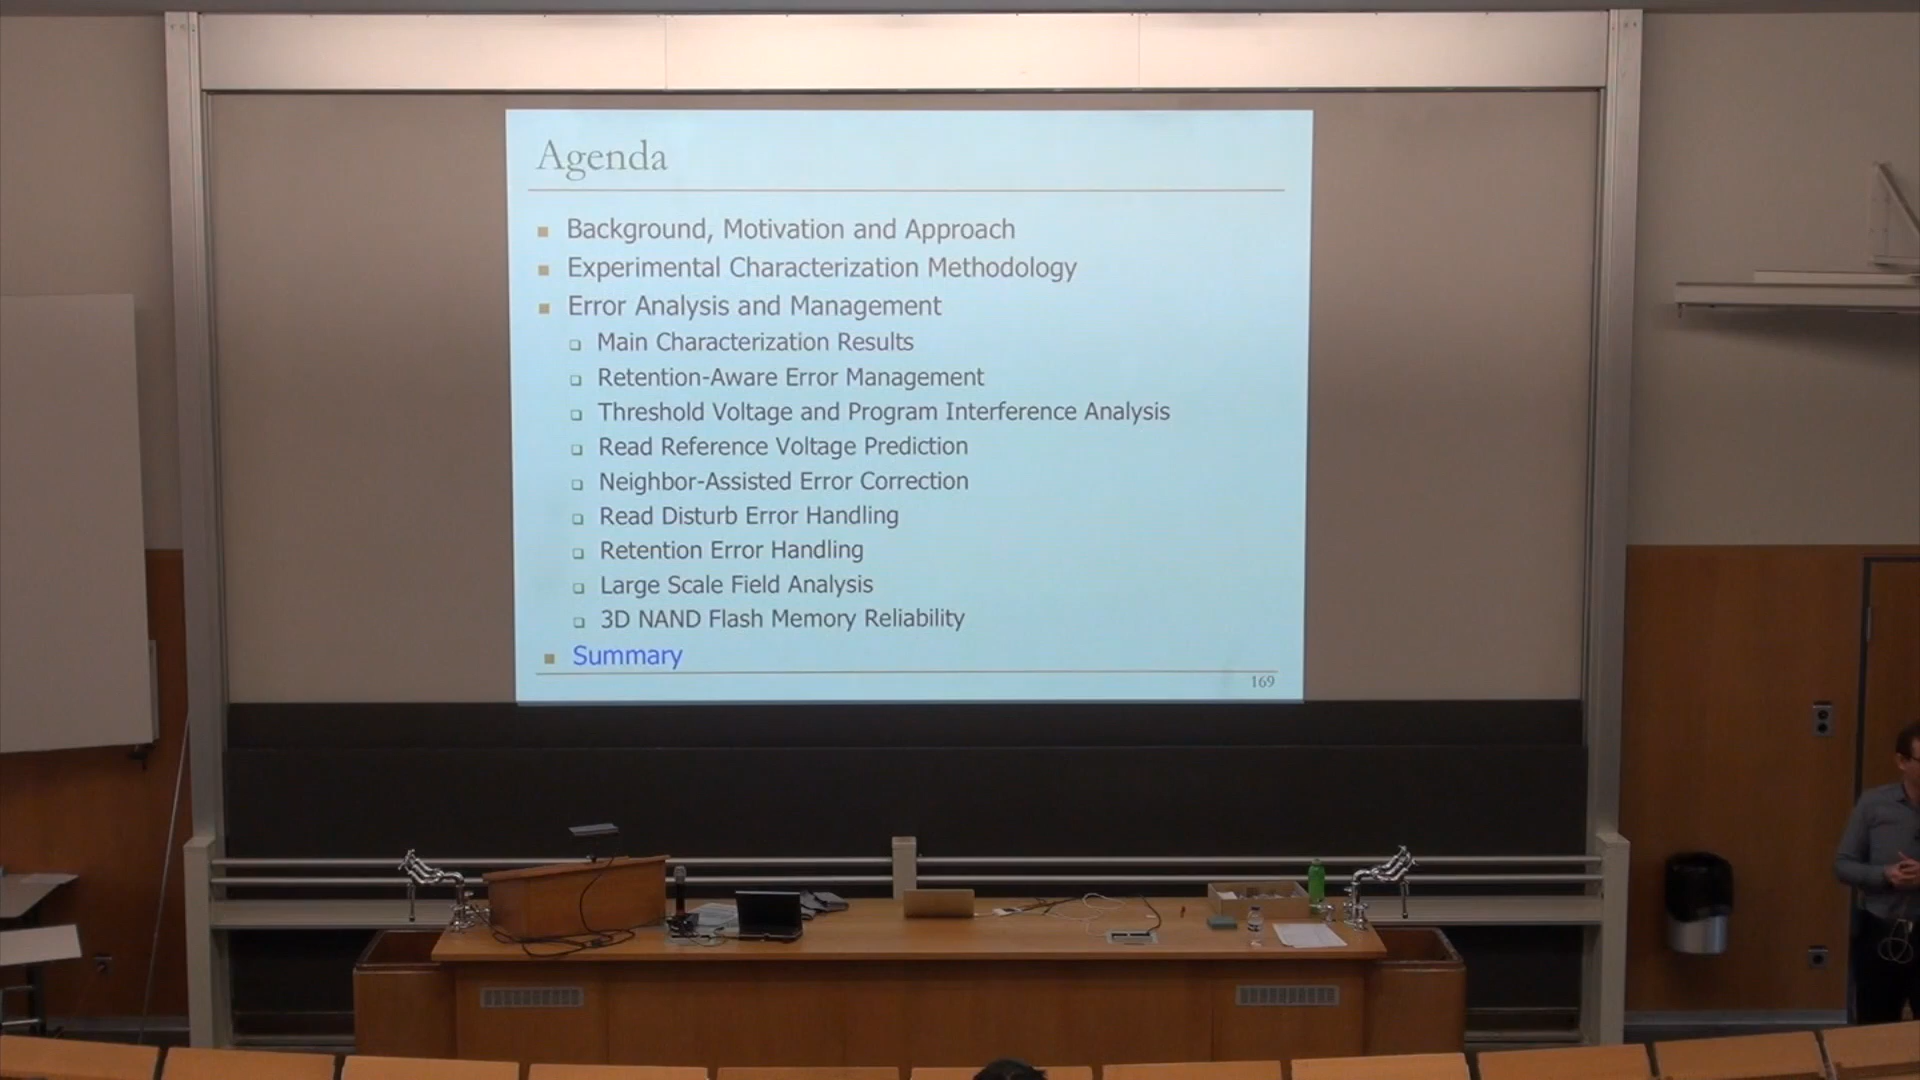 Agenda
Background, Motivation and Approach
Experimental Characterization Methodology
Error Analysis and Management
Main Characterization Results
Retention-Aware Error Management
Threshold Voltage and Program Interference Analysis
Read Reference Voltage Prediction
Neighbor-Assisted Error Correction
Read Disturb Error Handling
Retention Error Handling
Large Scale Field Analysis
3D NAND Flash Memory Reliability
Summary
169